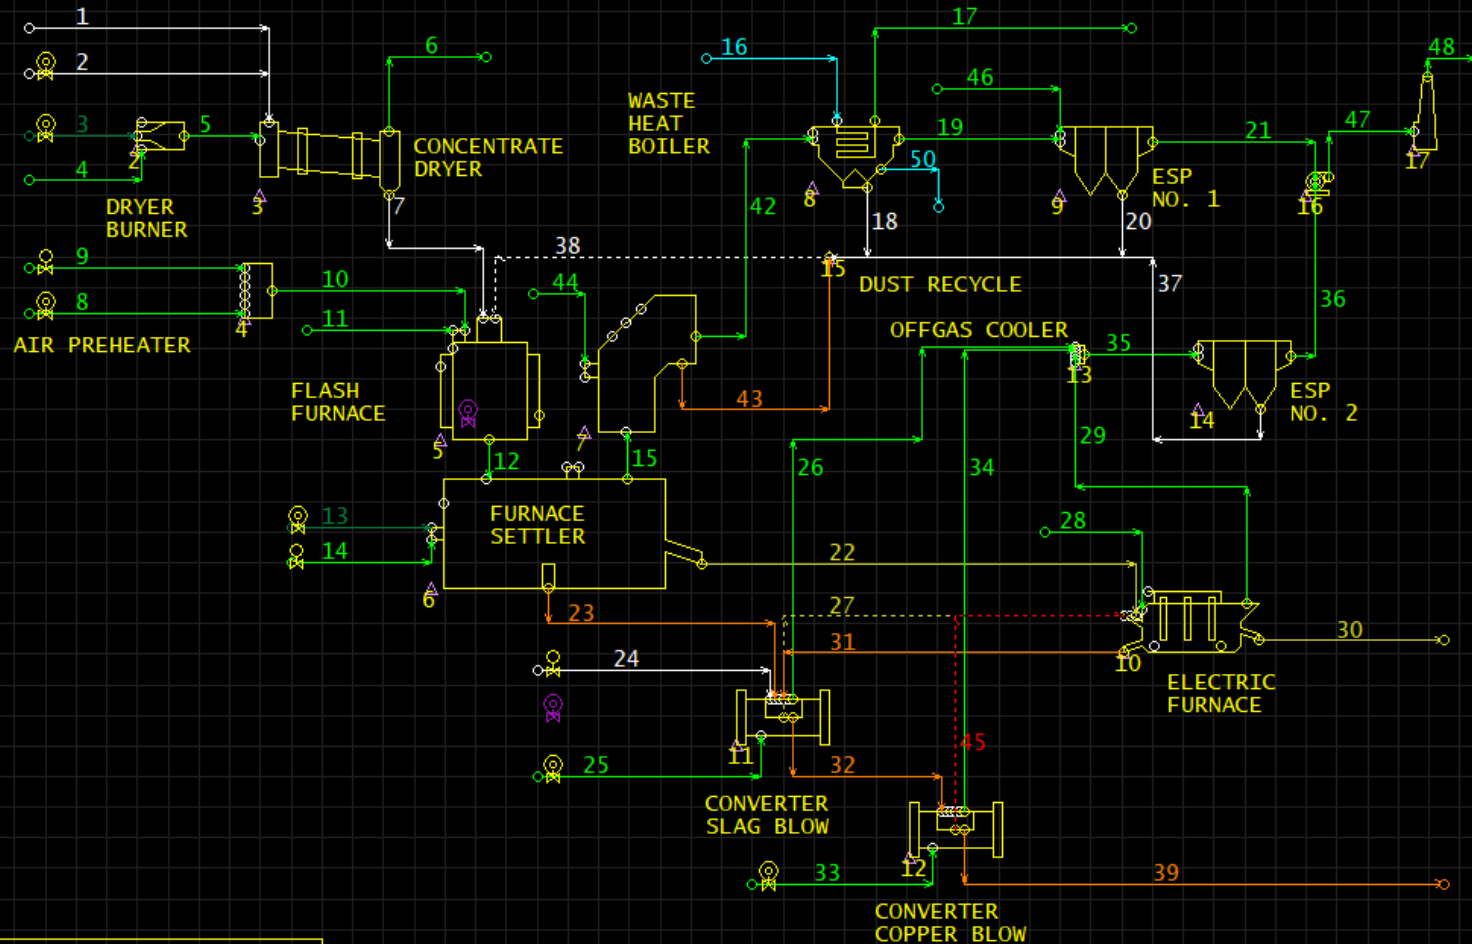 1
17
48
6
16
2
46
WASTE
HEAT
BOILER
3
5
19
21
47
CONCENTRATE
DRYER
2
17
50
4
ESP
NO. 1
3
8
9
16
DRYER
BURNER
7
42
18
20
38
9
15
DUST RECYCLE
37
10
44
8
36
11
4
OFFGAS COOLER
AIR PREHEATER
35
13
FLASH
FURNACE
43
ESP
NO. 2
14
5
7
29
12
15
26
34
FURNACE
SETTLER
13
28
14
22
6
27
23
30
31
24
10
ELECTRIC
FURNACE
45
11
25
32
CONVERTER
SLAG BLOW
12
33
39
CONVERTER
COPPER BLOW